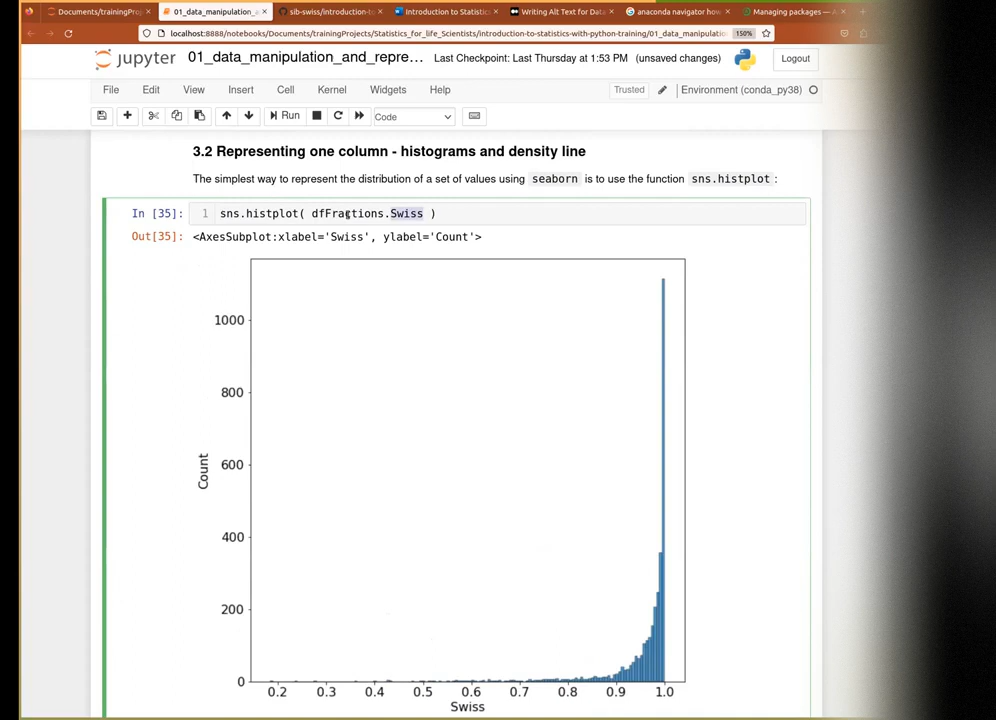 Documents/trainingProj
01_data_manipulation_a
sib-swiss/introduction-to
Introduction to Statistic
Writing Alt Text for Data
anaconda navigator how
Managing packages —
localhost:8888/notebooks/Documents/trainingProjects/Statistics_for_life_Scientists/introduction-to-statistics-with-python-training/01_data_manipulatio
150%
jupyter 01_data_manipulation_and_repre... Last Checkpoint: Last Thursday at 1:53 PM (unsaved changes) Logout
File Edit View Insert Cell Kernel Widgets Help Trusted Environment (conda_py38)
Run Code
3.2 Representing one column - histograms and density line
The simplest way to represent the distribution of a set of values using seaborn is to use the function sns.histplot :
In [35]: 1 sns.histplot( dfFractions.Swiss )
Out[35]: <AxesSubplot:xlabel='Swiss', ylabel='Count'>
1000
800
600
Count
400
200
0
0.2 0.3 0.4 0.5 0.6 0.7 0.8 0.9 1.0
Swiss